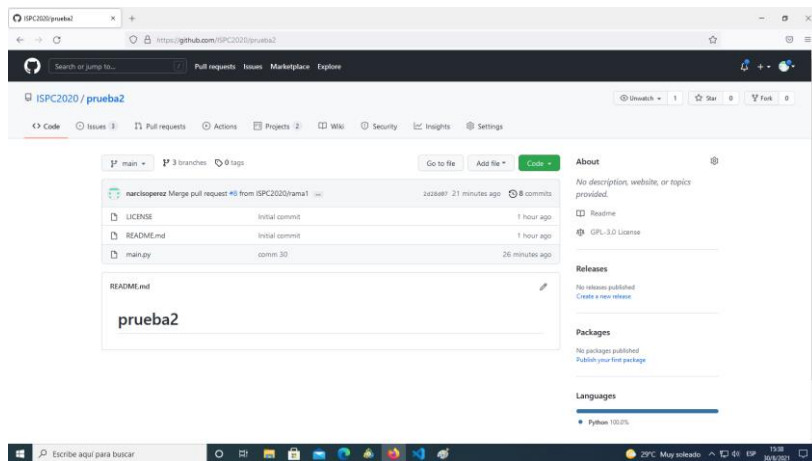 ISPC2020/prueba2
https://github.com/ISPC2020/prueba2
Search or jump to...
Pull requests Issues Marketplace Explore
ISPC2020 / prueba2
Unwatch 1 Star 0 Fork 0
Code Issues 3 Pull requests Actions Projects 2 Wiki Security Insights Settings
main 3 branches 0 tags Go to file Add file Code
narcisoperez Merge pull request #8 from ISPC2020/rama1 21 minutes ago 8 commits
LICENSE Initial commit 1 hour ago
README.md Initial commit 1 hour ago
main.py comm 30 26 minutes ago
README.md
prueba2
About
No description, website, or topics
provided.
Readme
GPL-3.0 License
Releases
No releases published
Create a new release
Packages
No packages published
Publish your first package
Languages
Python 100.0%
Escribe aquí para buscar
29°C Muy soleado ESP
15:38
30/8/2021